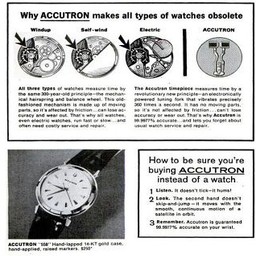 Why ACCUTRON makes all types of watches obsolete
Windup
Self-wind
Electric
ACCUTRON
All three types of watches measure time by
the same 300-year-old principle—the mechan-
ical hairspring and balance wheel. This old-
fashioned mechanism is made up of moving
parts, so it's affected by friction...can lose ac-
curacy and wear out. That's why all watches,
even electric watches, run fast or slow...and
often need costly service and repair.
The Accutron timepiece measures time by a
revolutionary new principle—an electronically
powered tuning fork that vibrates precisely
360 times a second. It has no moving parts,
so it's not affected by friction...can't lose
accuracy or wear out. That's why Accutron is
99.9977% accurate...and lets you forget about
usual watch service and repair.
How to be sure you're
buying ACCUTRON
instead of a watch
1 Listen. It doesn't tick—it hums!
2 Look. The second hand doesn't
skip-and-jump—it moves with the
smooth, continuous motion of a
satellite in orbit.
3 Remember. Accutron is guaranteed
99.9977% accurate on your wrist.
ACCUTRON "558" Hand-lapped 14-KT gold case,
hand-applied, raised markers. $250*